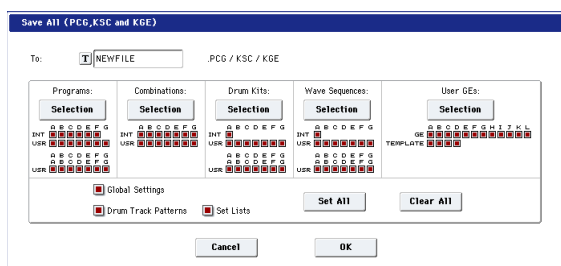 Save All (PCG,KSC and KGE)
To: T NEWFILE .PCG / KSC / KGE
Programs: Combinations: Drum Kits: Wave Sequences: User GEs:
Selection Selection Selection Selection Selection
A B C D E F G A B C D E F G A B C D E F G A B C D E F G A B C D E F G H I J K L
INT INT INT INT GE
USR USR USR USR TEMPLATE
A B C D E F G A B C D E F G A B C D E F G
A B C D E F G A B C D E F G A B C D E F G
USR USR USR
Global Settings
Drum Track Patterns Set Lists Set All Clear All
Cancel OK